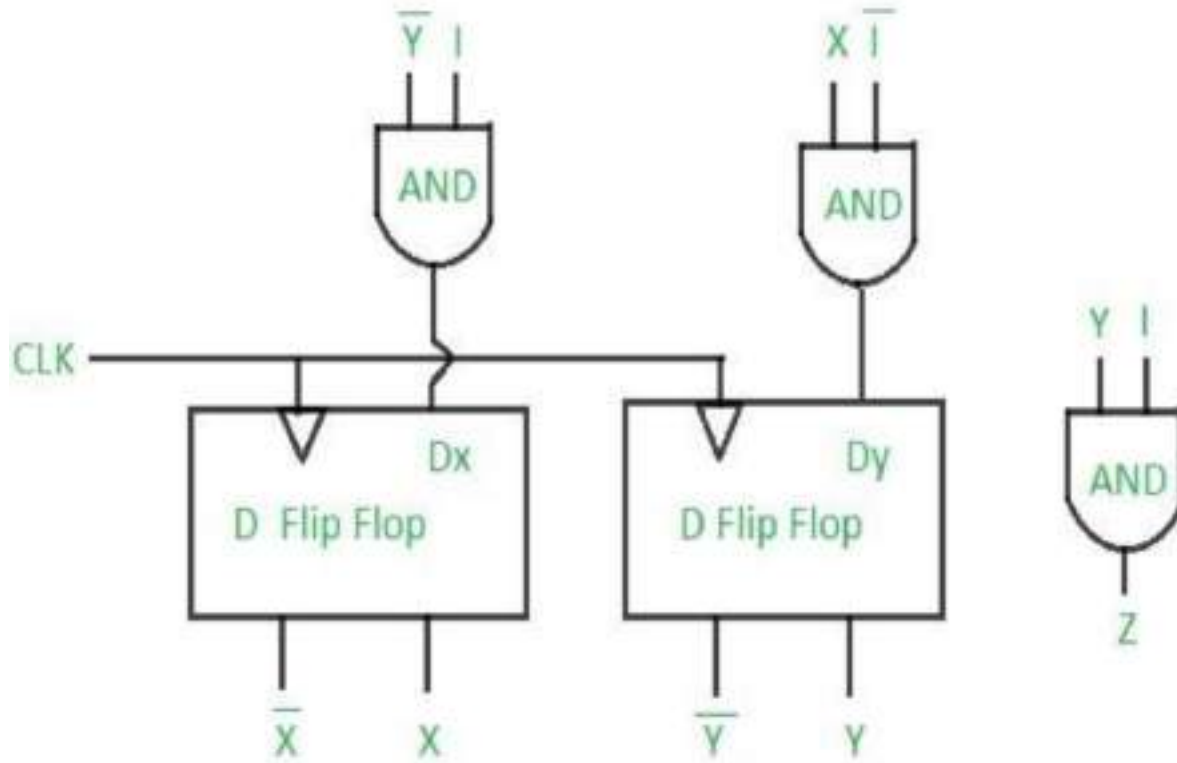 Y̅ I
X I̅
AND
AND
Y I
CLK
AND
Dx
Dy
D Flip Flop
D Flip Flop
Z
X̅ X
Y̅ Y